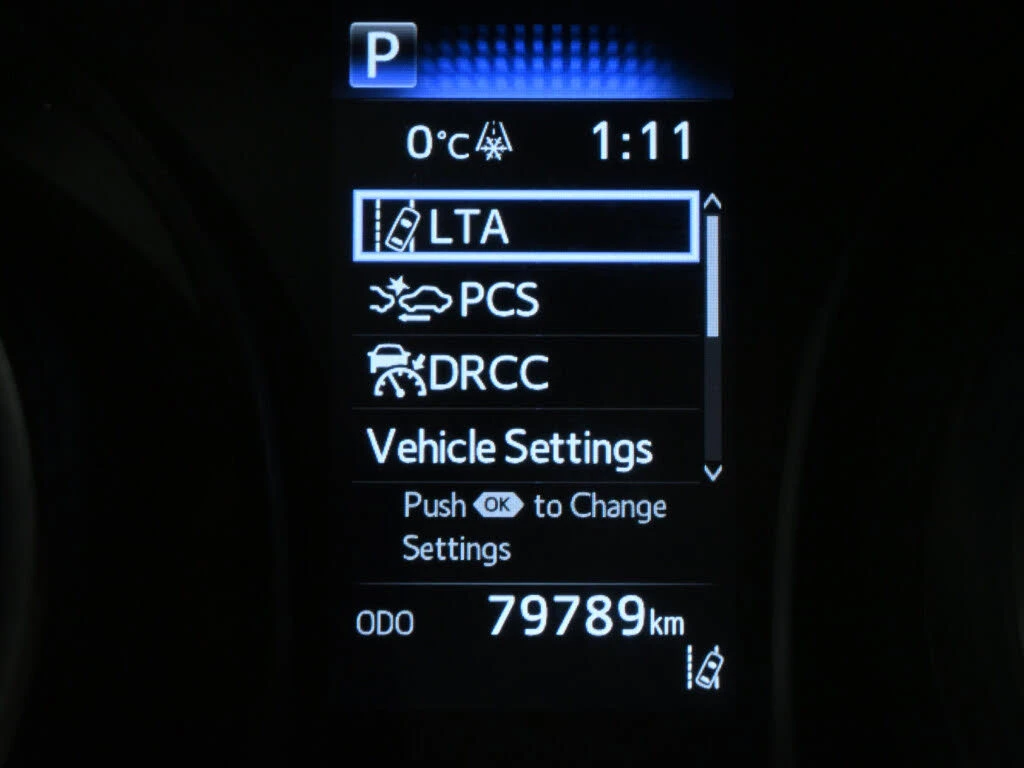 P
0°C 1:11
LTA
PCS
DRCC
Vehicle Settings
Push OK to Change
Settings
ODO 79789km